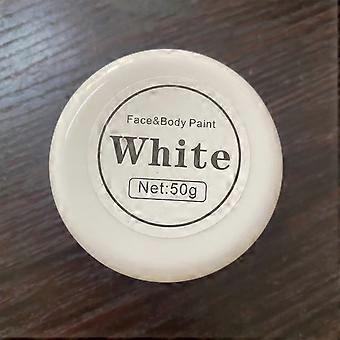 Face&Body Paint
White
Net:50g